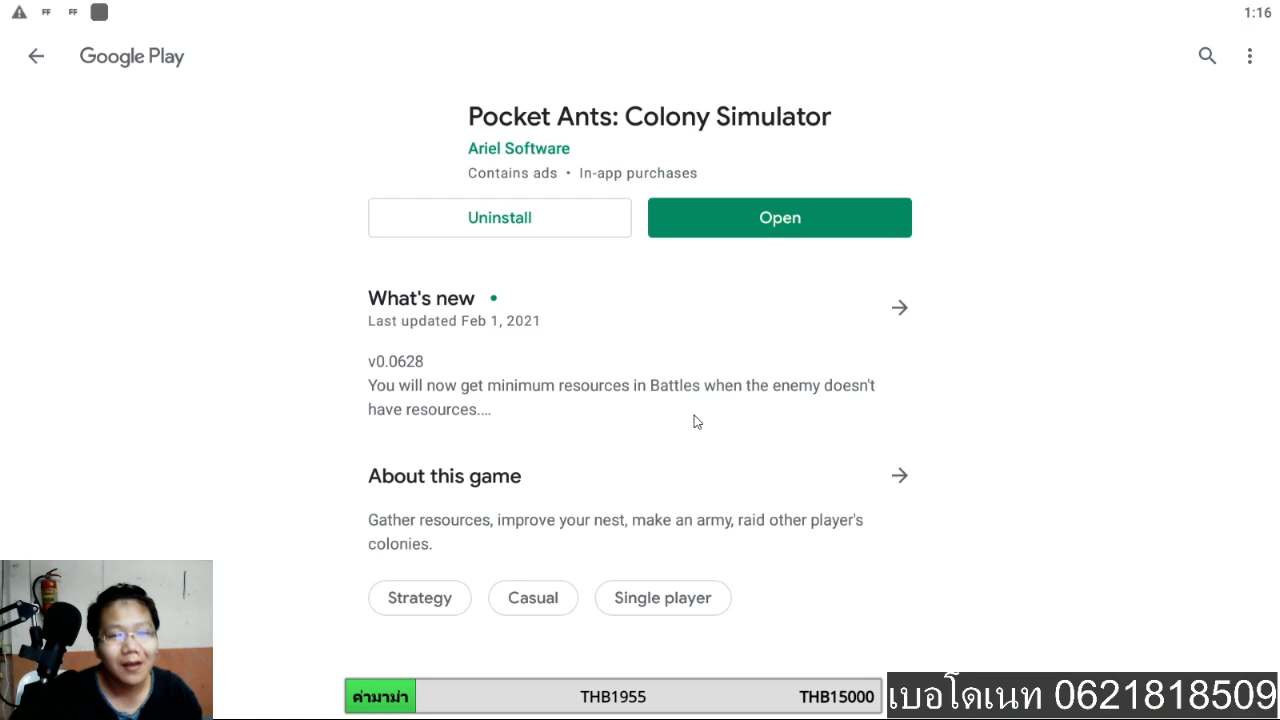 1:16
Google Play
Pocket Ants: Colony Simulator
Ariel Software
Contains ads • In-app purchases
Uninstall
Open
What's new •
Last updated Feb 1, 2021
v0.0628
You will now get minimum resources in Battles when the enemy doesn't
have resources....
About this game
Gather resources, improve your nest, make an army, raid other player's
colonies.
Strategy
Casual
Single player
ค่ามาม่า THB1955 THB15000
เบอโดเนท 0621818509